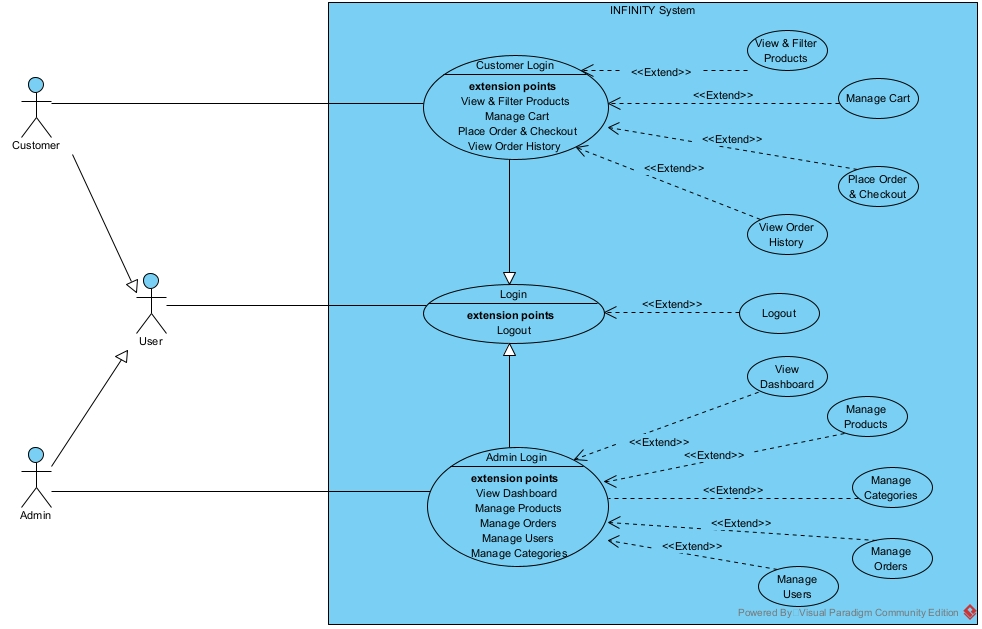 INFINITY System
Customer
User
Admin
Customer Login
extension points
View & Filter Products
Manage Cart
Place Order & Checkout
View Order History
<<Extend>>
View & Filter
Products
<<Extend>>
Manage Cart
<<Extend>>
Place Order
& Checkout
<<Extend>>
View Order
History
Login
extension points
Logout
<<Extend>>
Logout
Admin Login
extension points
View Dashboard
Manage Products
Manage Orders
Manage Users
Manage Categories
<<Extend>>
View
Dashboard
<<Extend>>
Manage
Products
<<Extend>>
Manage
Categories
<<Extend>>
Manage
Orders
<<Extend>>
Manage
Users
Powered By: Visual Paradigm Community Edition